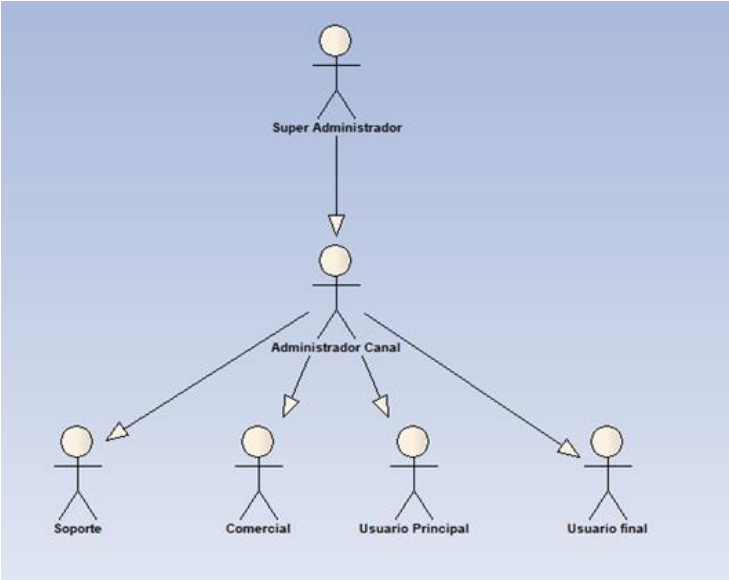 Super Administrador
Administrador Canal
Soporte
Comercial
Usuario Principal
Usuario final